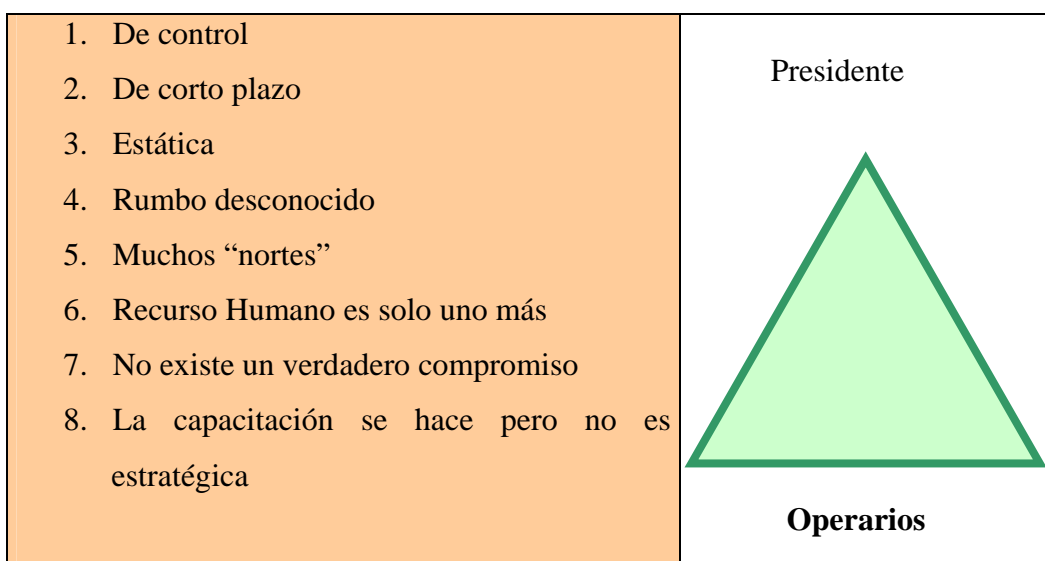 1. De control
2. De corto plazo
3. Estática
4. Rumbo desconocido
5. Muchos “nortes”
6. Recurso Humano es solo uno más
7. No existe un verdadero compromiso
8. La capacitación se hace pero no es
estratégica
Presidente
Operarios